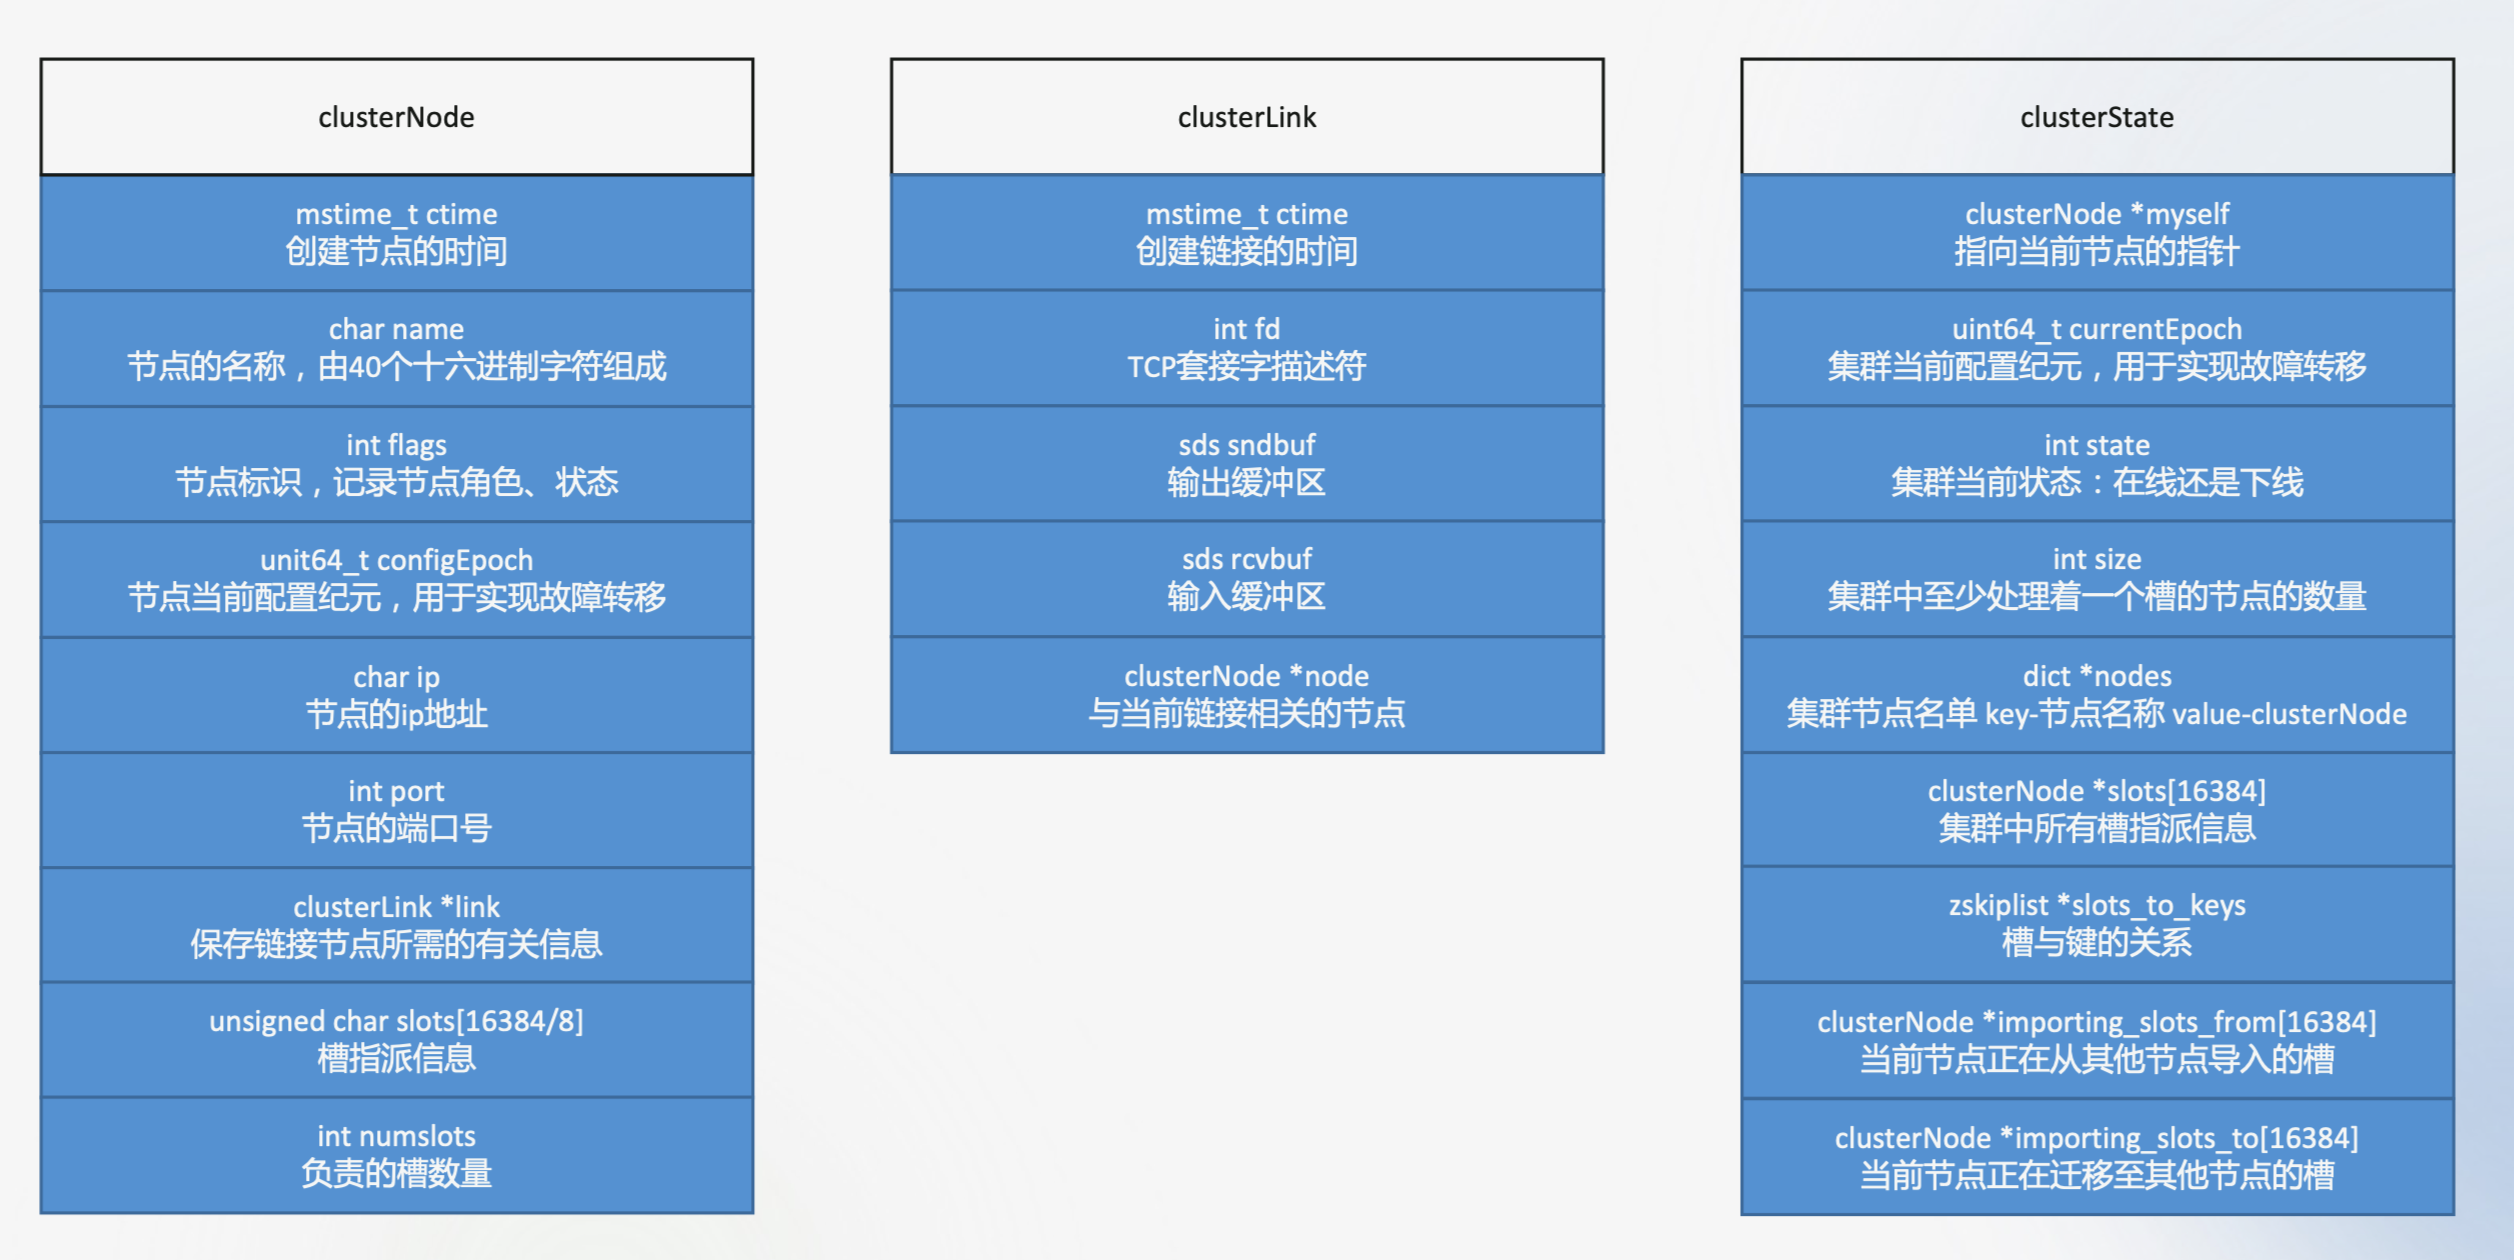 clusterNode
mstime_t ctime
创建节点的时间
char name
节点的名称，由40个十六进制字符组成
int flags
节点标识，记录节点角色、状态
unit64_t configEpoch
节点当前配置纪元，用于实现故障转移
char ip
节点的ip地址
int port
节点的端口号
clusterLink *link
保存链接节点所需的有关信息
unsigned char slots[16384/8]
槽指派信息
int numslots
负责的槽数量
clusterLink
mstime_t ctime
创建链接的时间
int fd
TCP套接字描述符
sds sndbuf
输出缓冲区
sds rcvbuf
输入缓冲区
clusterNode *node
与当前链接相关的节点
clusterState
clusterNode *myself
指向当前节点的指针
uint64_t currentEpoch
集群当前配置纪元，用于实现故障转移
int state
集群当前状态：在线还是下线
int size
集群中至少处理着一个槽的节点的数量
dict *nodes
集群节点名单 key-节点名称 value-clusterNode
clusterNode *slots[16384]
集群中所有槽指派信息
zskiplist *slots_to_keys
槽与键的关系
clusterNode *importing_slots_from[16384]
当前节点正在从其他节点导入的槽
clusterNode *importing_slots_to[16384]
当前节点正在迁移至其他节点的槽